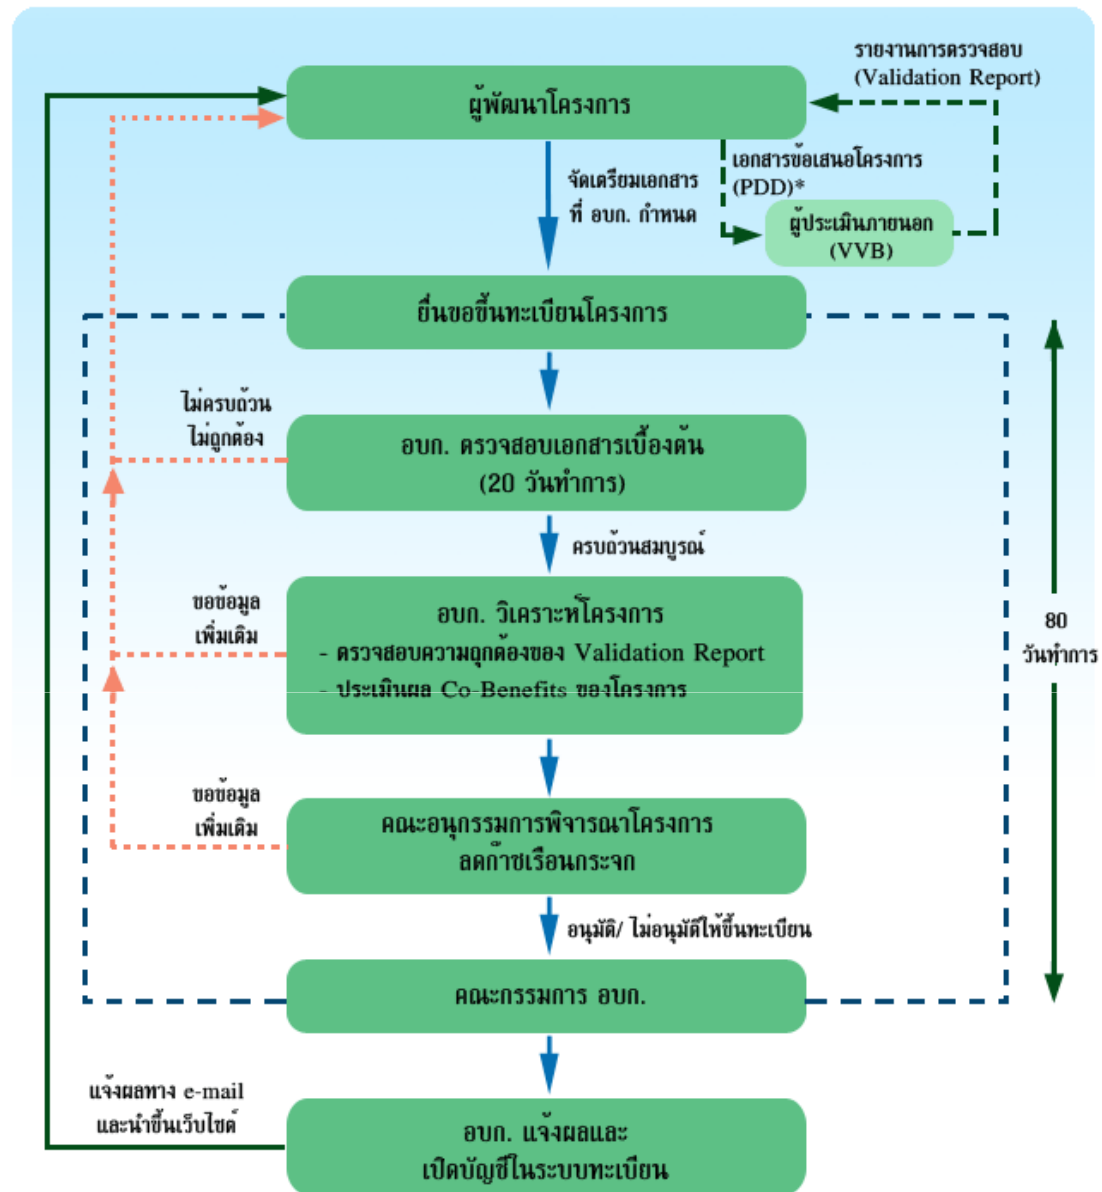 รายงานการตรวจสอบ
(Validation Report)
ผู้พัฒนาโครงการ
เอกสารข้อเสนอโครงการ
(PDD)*
จัดเตรียมเอกสาร
ที่ อบก. กำหนด
ผู้ประเมินภายนอก
(VVB)
ยื่นขอขึ้นทะเบียนโครงการ
ไม่ครบถ้วน
ไม่ถูกต้อง
อบก. ตรวจสอบเอกสารเบื้องต้น
(20 วันทำการ)
ครบถ้วนสมบูรณ์
ขอข้อมูล
เพิ่มเติม
อบก. วิเคราะห์โครงการ
- ตรวจสอบความถูกต้องของ Validation Report
- ประเมินผล Co-Benefits ของโครงการ
80
วันทำการ
ขอข้อมูล
เพิ่มเติม
คณะอนุกรรมการพิจารณาโครงการ
ลดก๊าซเรือนกระจก
อนุมัติ/ ไม่อนุมัติให้ขึ้นทะเบียน
คณะกรรมการ อบก.
แจ้งผลทาง e-mail
และนำขึ้นเว็บไซต์
อบก. แจ้งผลและ
เปิดบัญชีในระบบทะเบียน